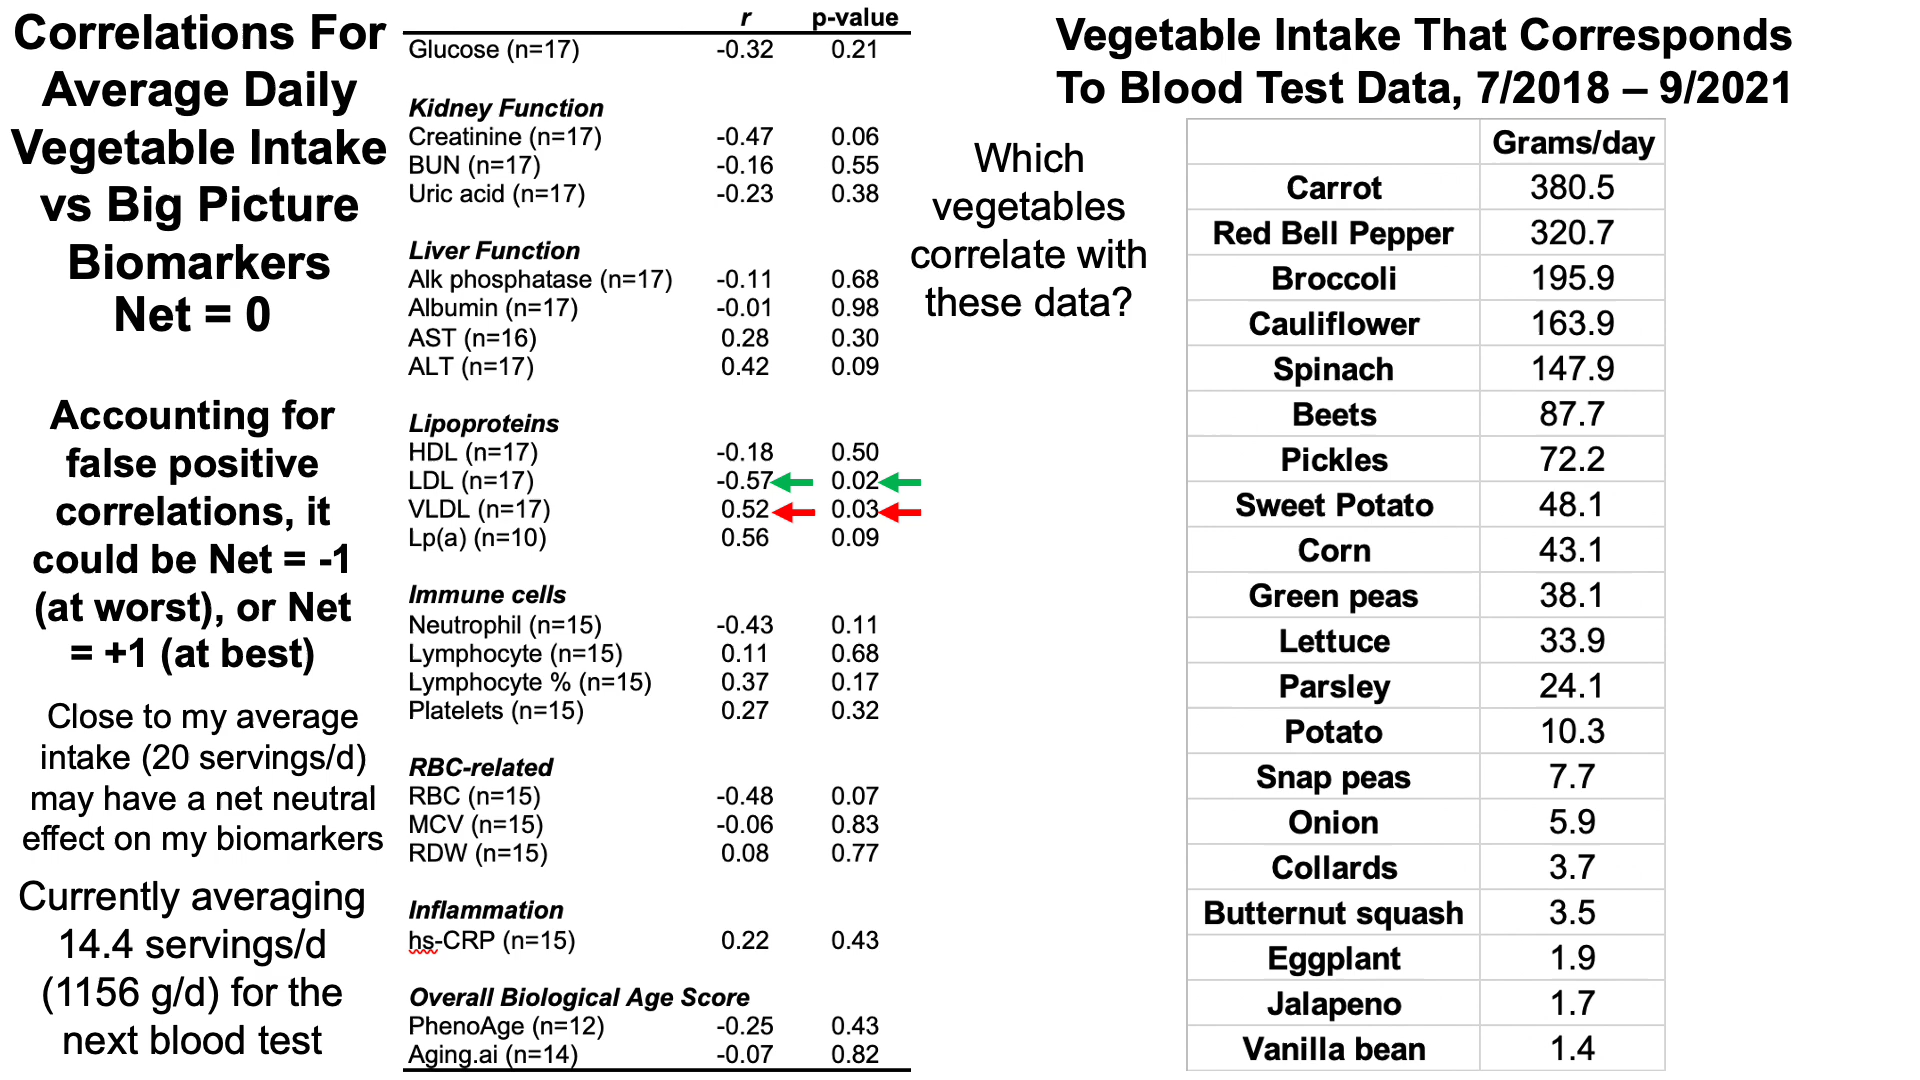 Correlations For
Average Daily
Vegetable Intake
vs Big Picture
Biomarkers
Net = 0
Accounting for
false positive
correlations, it
could be Net = -1
(at worst), or Net
= +1 (at best)
Close to my average
intake (20 servings/d)
may have a net neutral
effect on my biomarkers
Currently averaging
14.4 servings/d
(1156 g/d) for the
next blood test
r p-value
Glucose (n=17) -0.32 0.21
Kidney Function
Creatinine (n=17) -0.47 0.06
BUN (n=17) -0.16 0.55
Uric acid (n=17) -0.23 0.38
Liver Function
Alk phosphatase (n=17) -0.11 0.68
Albumin (n=17) -0.01 0.98
AST (n=16) 0.28 0.30
ALT (n=17) 0.42 0.09
Lipoproteins
HDL (n=17) -0.18 0.50
LDL (n=17) -0.57 0.02
VLDL (n=17) 0.52 0.03
Lp(a) (n=10) 0.56 0.09
Immune cells
Neutrophil (n=15) -0.43 0.11
Lymphocyte (n=15) 0.11 0.68
Lymphocyte % (n=15) 0.37 0.17
Platelets (n=15) 0.27 0.32
RBC-related
RBC (n=15) -0.48 0.07
MCV (n=15) -0.06 0.83
RDW (n=15) 0.08 0.77
Inflammation
hs-CRP (n=15) 0.22 0.43
Overall Biological Age Score
PhenoAge (n=12) -0.25 0.43
Aging.ai (n=14) -0.07 0.82
Which
vegetables
correlate with
these data?
Vegetable Intake That Corresponds
To Blood Test Data, 7/2018 – 9/2021
Grams/day
Carrot 380.5
Red Bell Pepper 320.7
Broccoli 195.9
Cauliflower 163.9
Spinach 147.9
Beets 87.7
Pickles 72.2
Sweet Potato 48.1
Corn 43.1
Green peas 38.1
Lettuce 33.9
Parsley 24.1
Potato 10.3
Snap peas 7.7
Onion 5.9
Collards 3.7
Butternut squash 3.5
Eggplant 1.9
Jalapeno 1.7
Vanilla bean 1.4